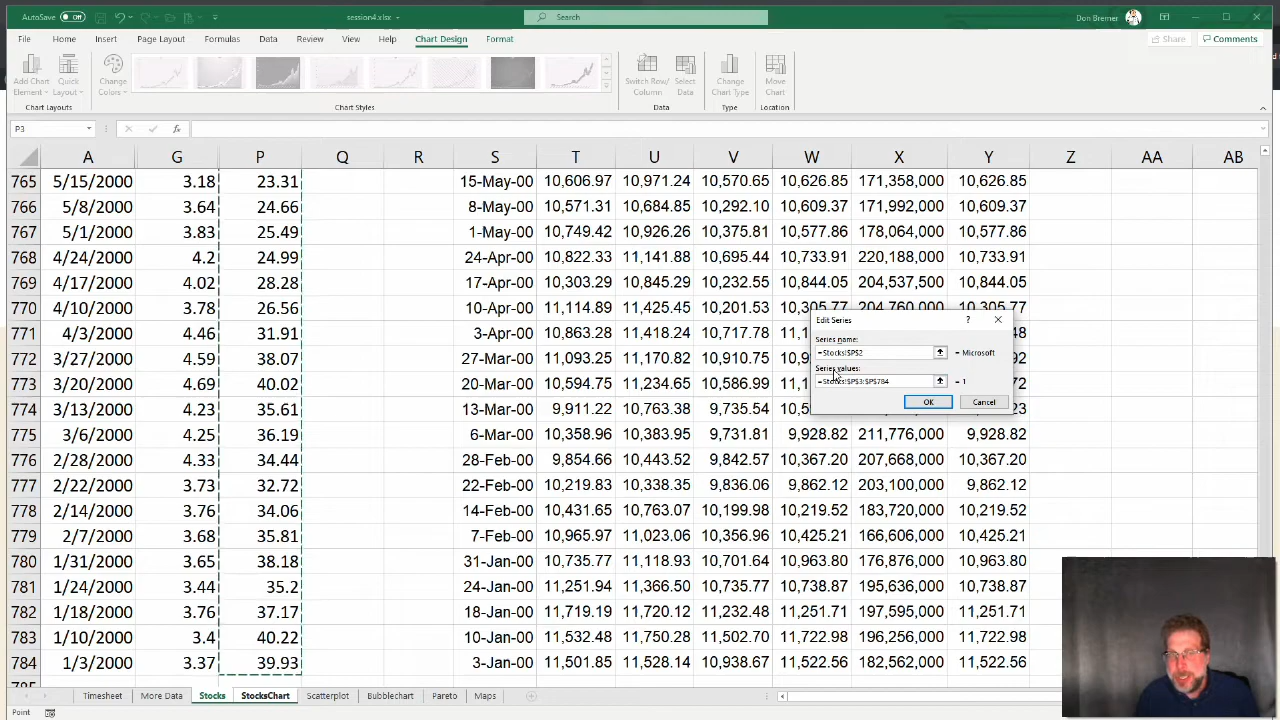 AutoSave Off session4.xlsx Search Don Bremer
File Home Insert Page Layout Formulas Data Review View Help Chart Design Format Share Comments
Add Chart Element Quick Layout Change Colors Switch Row/Column Select Data Change Chart Type Move Chart
Chart Layouts Chart Styles Data Type Location
P3 fx
A G P Q R S T U V W X Y Z AA AB
765 5/15/2000 3.18 23.31 15-May-00 10,606.97 10,971.24 10,570.65 10,626.85 171,358,000 10,626.85
766 5/8/2000 3.64 24.66 8-May-00 10,571.31 10,684.85 10,292.10 10,609.37 171,992,000 10,609.37
767 5/1/2000 3.83 25.49 1-May-00 10,749.42 10,926.26 10,375.81 10,577.86 178,064,000 10,577.86
768 4/24/2000 4.2 24.99 24-Apr-00 10,822.33 11,141.88 10,695.44 10,733.91 220,188,000 10,733.91
769 4/17/2000 4.02 28.28 17-Apr-00 10,303.29 10,845.29 10,232.55 10,844.05 204,537,500 10,844.05
770 4/10/2000 3.78 26.56 10-Apr-00 11,114.89 11,425.45 10,201.53 10,305.77 204,760,000 10,305.77
771 4/3/2000 4.46 31.91 3-Apr-00 10,863.28 11,418.24 10,717.78
772 3/27/2000 4.59 38.07 27-Mar-00 11,093.25 11,170.82 10,910.75
773 3/20/2000 4.69 40.02 20-Mar-00 10,594.75 11,234.65 10,586.99
774 3/13/2000 4.23 35.61 13-Mar-00 9,911.22 10,768.38 9,735.54
775 3/6/2000 4.25 36.19 6-Mar-00 10,358.96 10,383.95 9,731.81 9,928.82 211,776,000 9,928.82
776 2/28/2000 4.33 34.44 28-Feb-00 9,854.66 10,443.52 9,842.57 10,367.20 207,668,000 10,367.20
777 2/22/2000 3.73 32.72 22-Feb-00 10,219.83 10,338.35 9,836.06 9,862.12 203,100,000 9,862.12
778 2/14/2000 3.76 34.06 22-Feb-00 10,431.65 10,763.07 10,199.98 10,219.52 183,720,000 10,219.52
779 2/7/2000 3.68 35.81 7-Feb-00 10,965.97 11,023.06 10,356.96 10,425.21 166,606,000 10,425.21
780 1/31/2000 3.65 38.18 31-Jan-00 10,735.77 11,118.93 10,701.64 10,963.80 176,876,000 10,963.80
781 1/24/2000 3.44 35.2 24-Jan-00 11,251.94 11,366.50 10,735.77 10,738.87 195,636,000 10,738.87
782 1/18/2000 3.76 37.17 18-Jan-00 11,719.19 11,720.12 11,232.48 11,251.71 197,595,000 11,251.71
783 1/10/2000 3.4 40.22 10-Jan-00 11,532.48 11,750.28 11,502.70 11,722.98 196,256,000 11,722.98
784 1/3/2000 3.37 39.93 3-Jan-00 11,501.85 11,528.14 10,938.67 11,522.56 182,562,000 11,522.56
Edit Series ?
Series name:
=Stocks!$P$2 = Microsoft
Series values:
=Stocks!$P$3:$P$784 = 1
OK Cancel
Timesheet More Data Stocks StocksChart Scatterplot Bubblechart Pareto Maps
Point